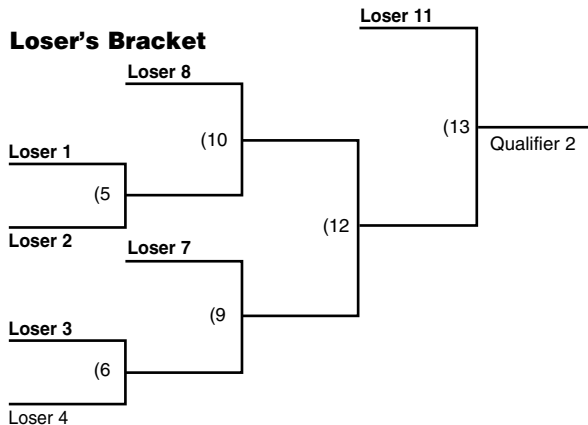 Loser 11
Loser's Bracket
Loser 8
(10
(13
Qualifier 2
Loser 1
(5
(12
Loser 2
Loser 7
(9
Loser 3
(6
Loser 4